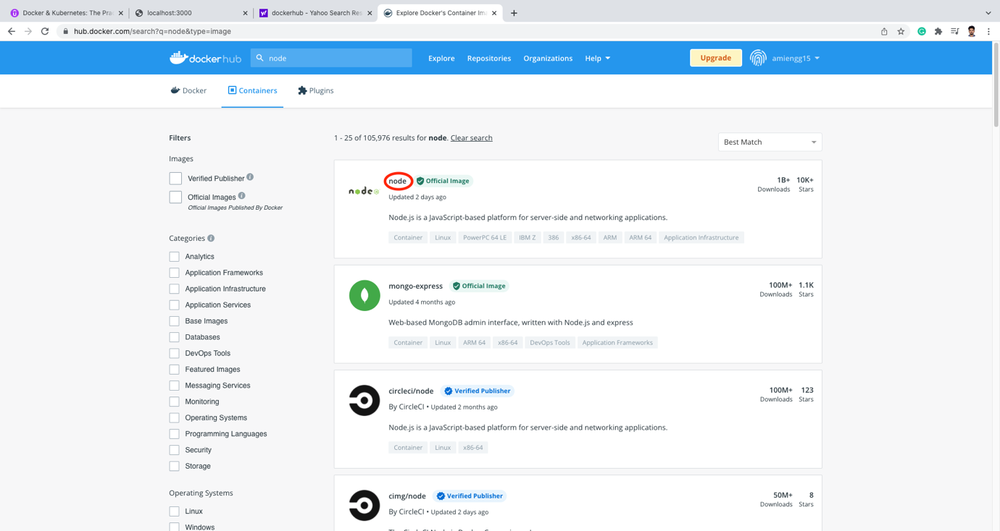 Docker & Kubernetes: The Pra
localhost:3000
dockerhub - Yahoo Search Res
Explore Docker's Container Ima
hub.docker.com/search?q=node&type=image
dockerhub
node
Explore
Repositories
Organizations
Help
Upgrade
amiengg15
Docker
Containers
Plugins
Filters
Images
Verified Publisher
Official Images
Official Images Published By Docker
Categories
Analytics
Application Frameworks
Application Infrastructure
Application Services
Base Images
Databases
DevOps Tools
Featured Images
Messaging Services
Monitoring
Operating Systems
Programming Languages
Security
Storage
Operating Systems
Linux
Windows
1 - 25 of 105,976 results for node. Clear search
Best Match
node
node Official Image
Updated 2 days ago
1B+ 10K+
Downloads Stars
Node.js is a JavaScript-based platform for server-side and networking applications.
Container Linux PowerPC 64 LE IBM Z 386 x86-64 ARM ARM 64 Application Infrastructure
mongo-express Official Image
Updated 4 months ago
100M+ 1.1K
Downloads Stars
Web-based MongoDB admin interface, written with Node.js and express
Container Linux ARM 64 x86-64 DevOps Tools Application Frameworks
circleci/node Verified Publisher
By CircleCI • Updated 2 months ago
100M+ 123
Downloads Stars
Node.js is a JavaScript-based platform for server-side and networking applications.
Container Linux x86-64
cimg/node Verified Publisher
By CircleCI • Updated 2 days ago
50M+ 8
Downloads Stars